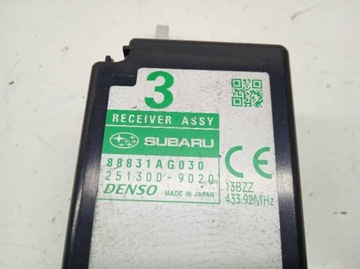 3
RECEIVER ASSY
SUBARU
88831AG030
251300-9020
DENSO MADE IN JAPAN
CE
13BZZ
433.92MHz